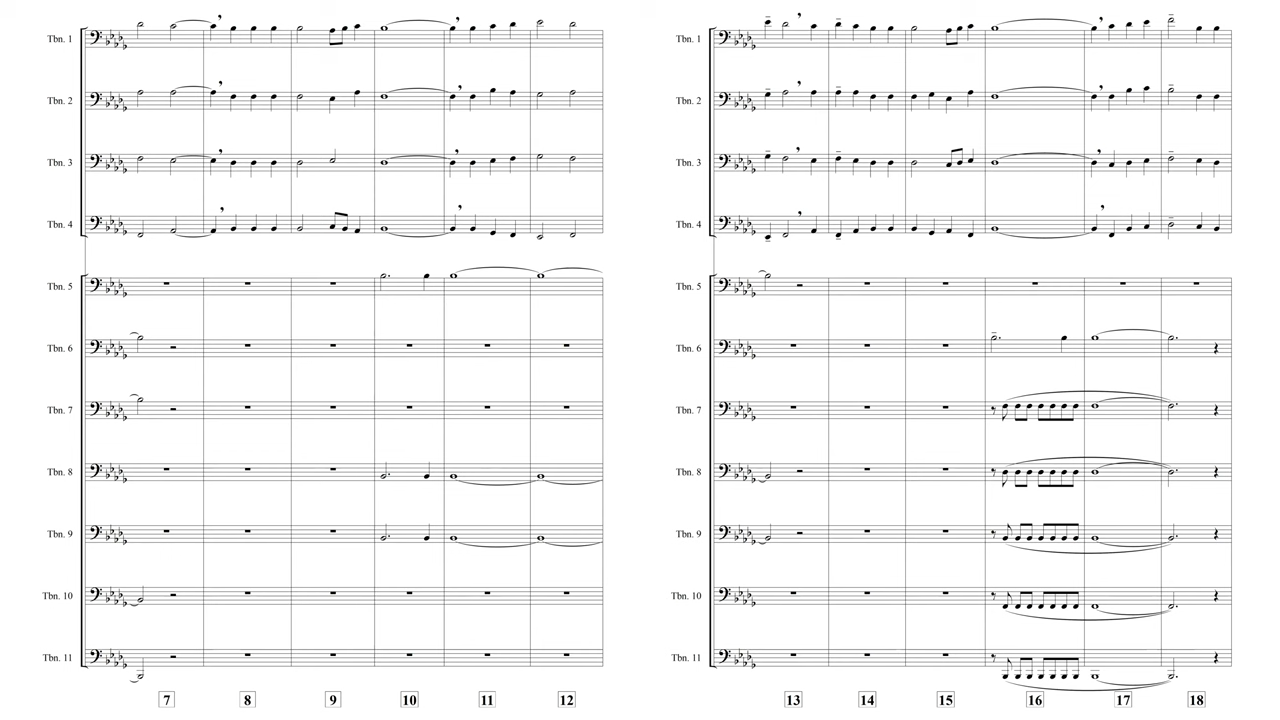 Tbn. 1
Tbn. 2
Tbn. 3
Tbn. 4
Tbn. 5
Tbn. 6
Tbn. 7
Tbn. 8
Tbn. 9
Tbn. 10
Tbn. 11
7 8 9 10 11 12
Tbn. 1
Tbn. 2
Tbn. 3
Tbn. 4
Tbn. 5
Tbn. 6
Tbn. 7
Tbn. 8
Tbn. 9
Tbn. 10
Tbn. 11
13 14 15 16 17 18